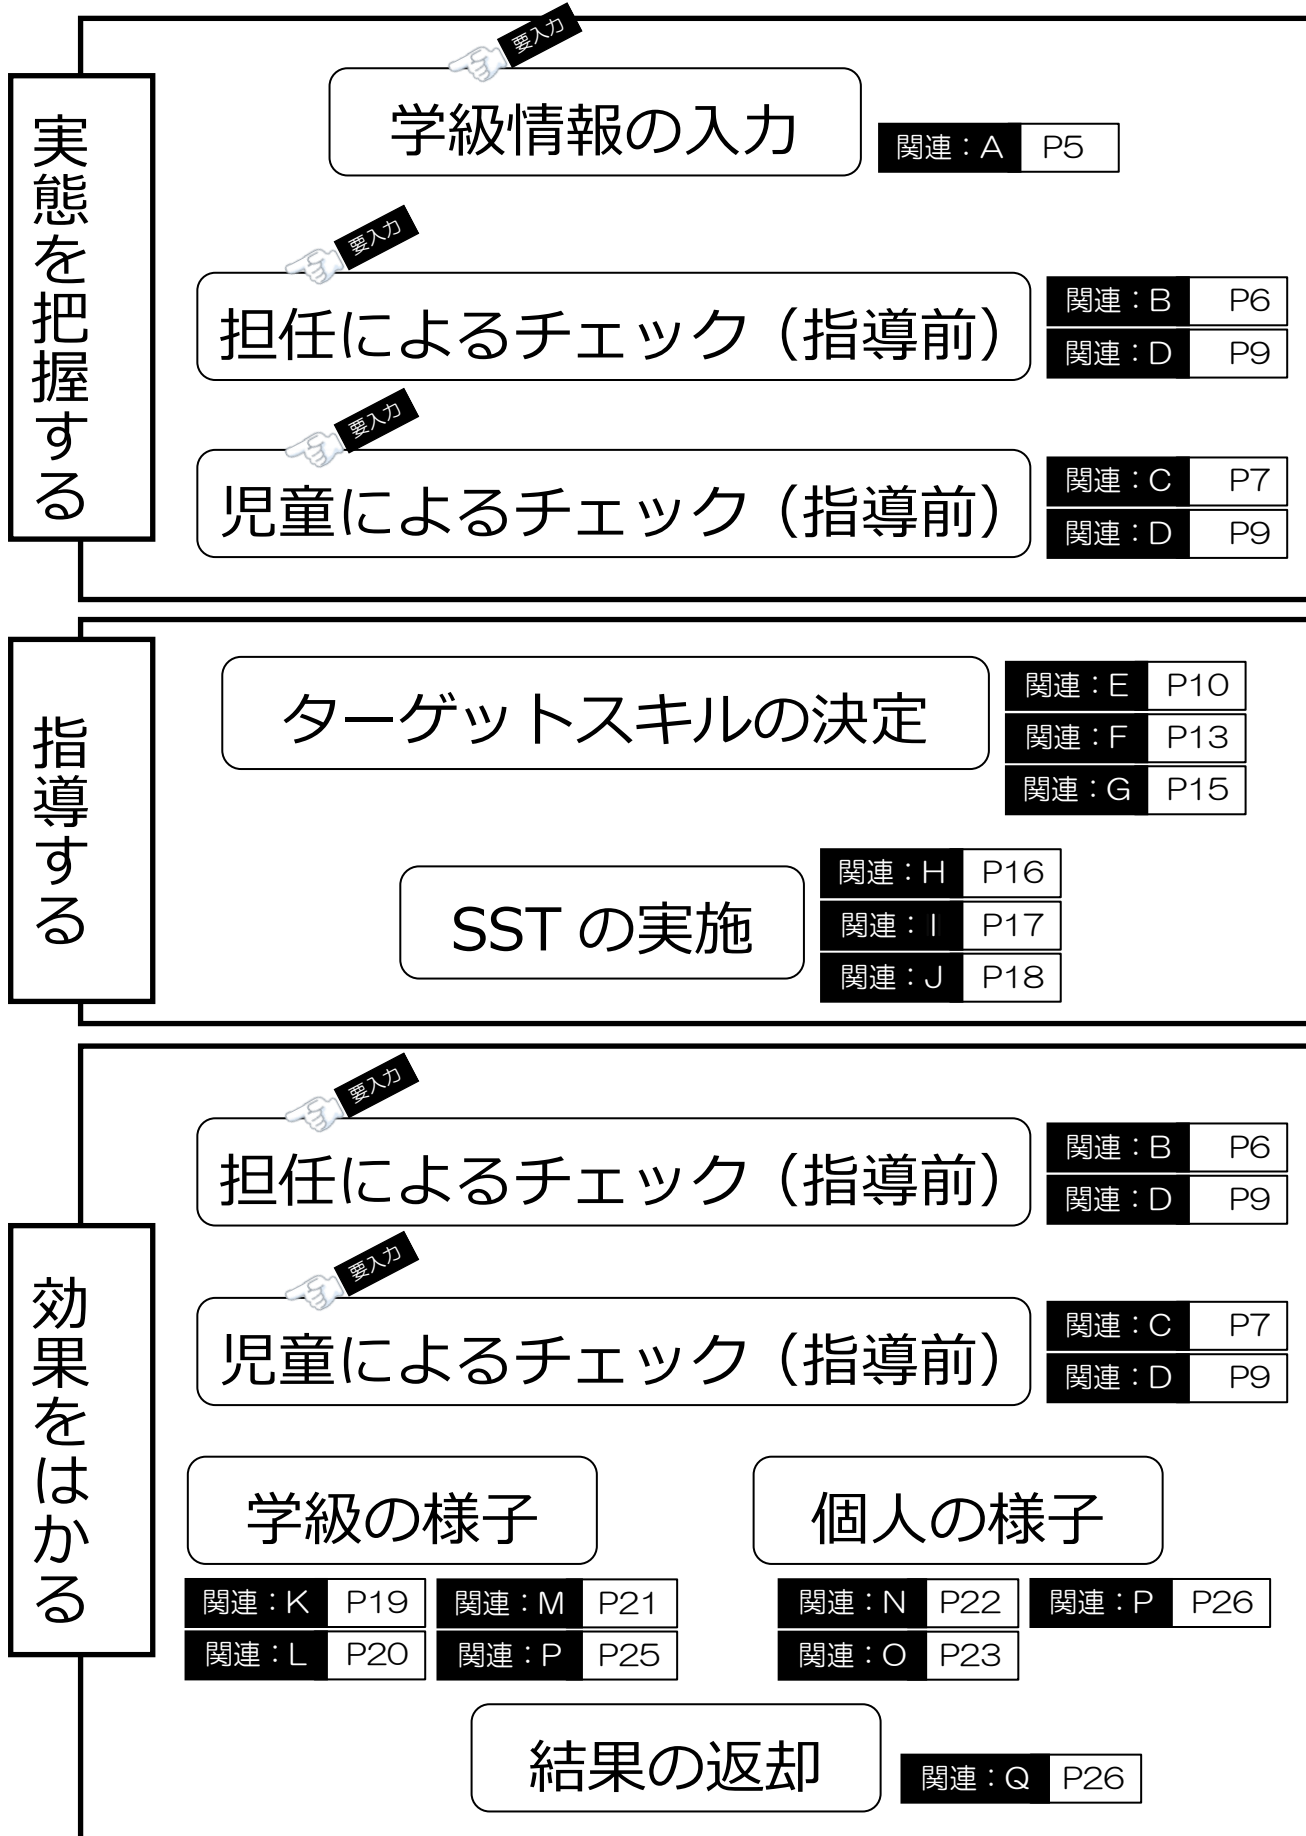 実態を把握する
要入力
学級情報の入力
関連：A P5
要入力
担任によるチェック（指導前）
関連：B P6
関連：D P9
要入力
児童によるチェック（指導前）
関連：C P7
関連：D P9
指導する
ターゲットスキルの決定
関連：E P10
関連：F P13
関連：G P15
SST の実施
関連：H P16
関連：I P17
関連：J P18
効果をはかる
要入力
担任によるチェック（指導前）
関連：B P6
関連：D P9
要入力
児童によるチェック（指導前）
関連：C P7
関連：D P9
学級の様子
関連：K P19 関連：M P21
関連：L P20 関連：P P25
個人の様子
関連：N P22 関連：P P26
関連：O P23
結果の返却
関連：Q P26